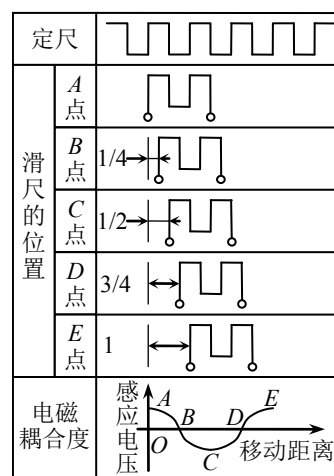 定尺
滑尺的位置
A点
B点
1/4
C点
1/2
D点
3/4
E点
1
电磁耦合度
感应电压
A
B
C
D
E
O
移动距离